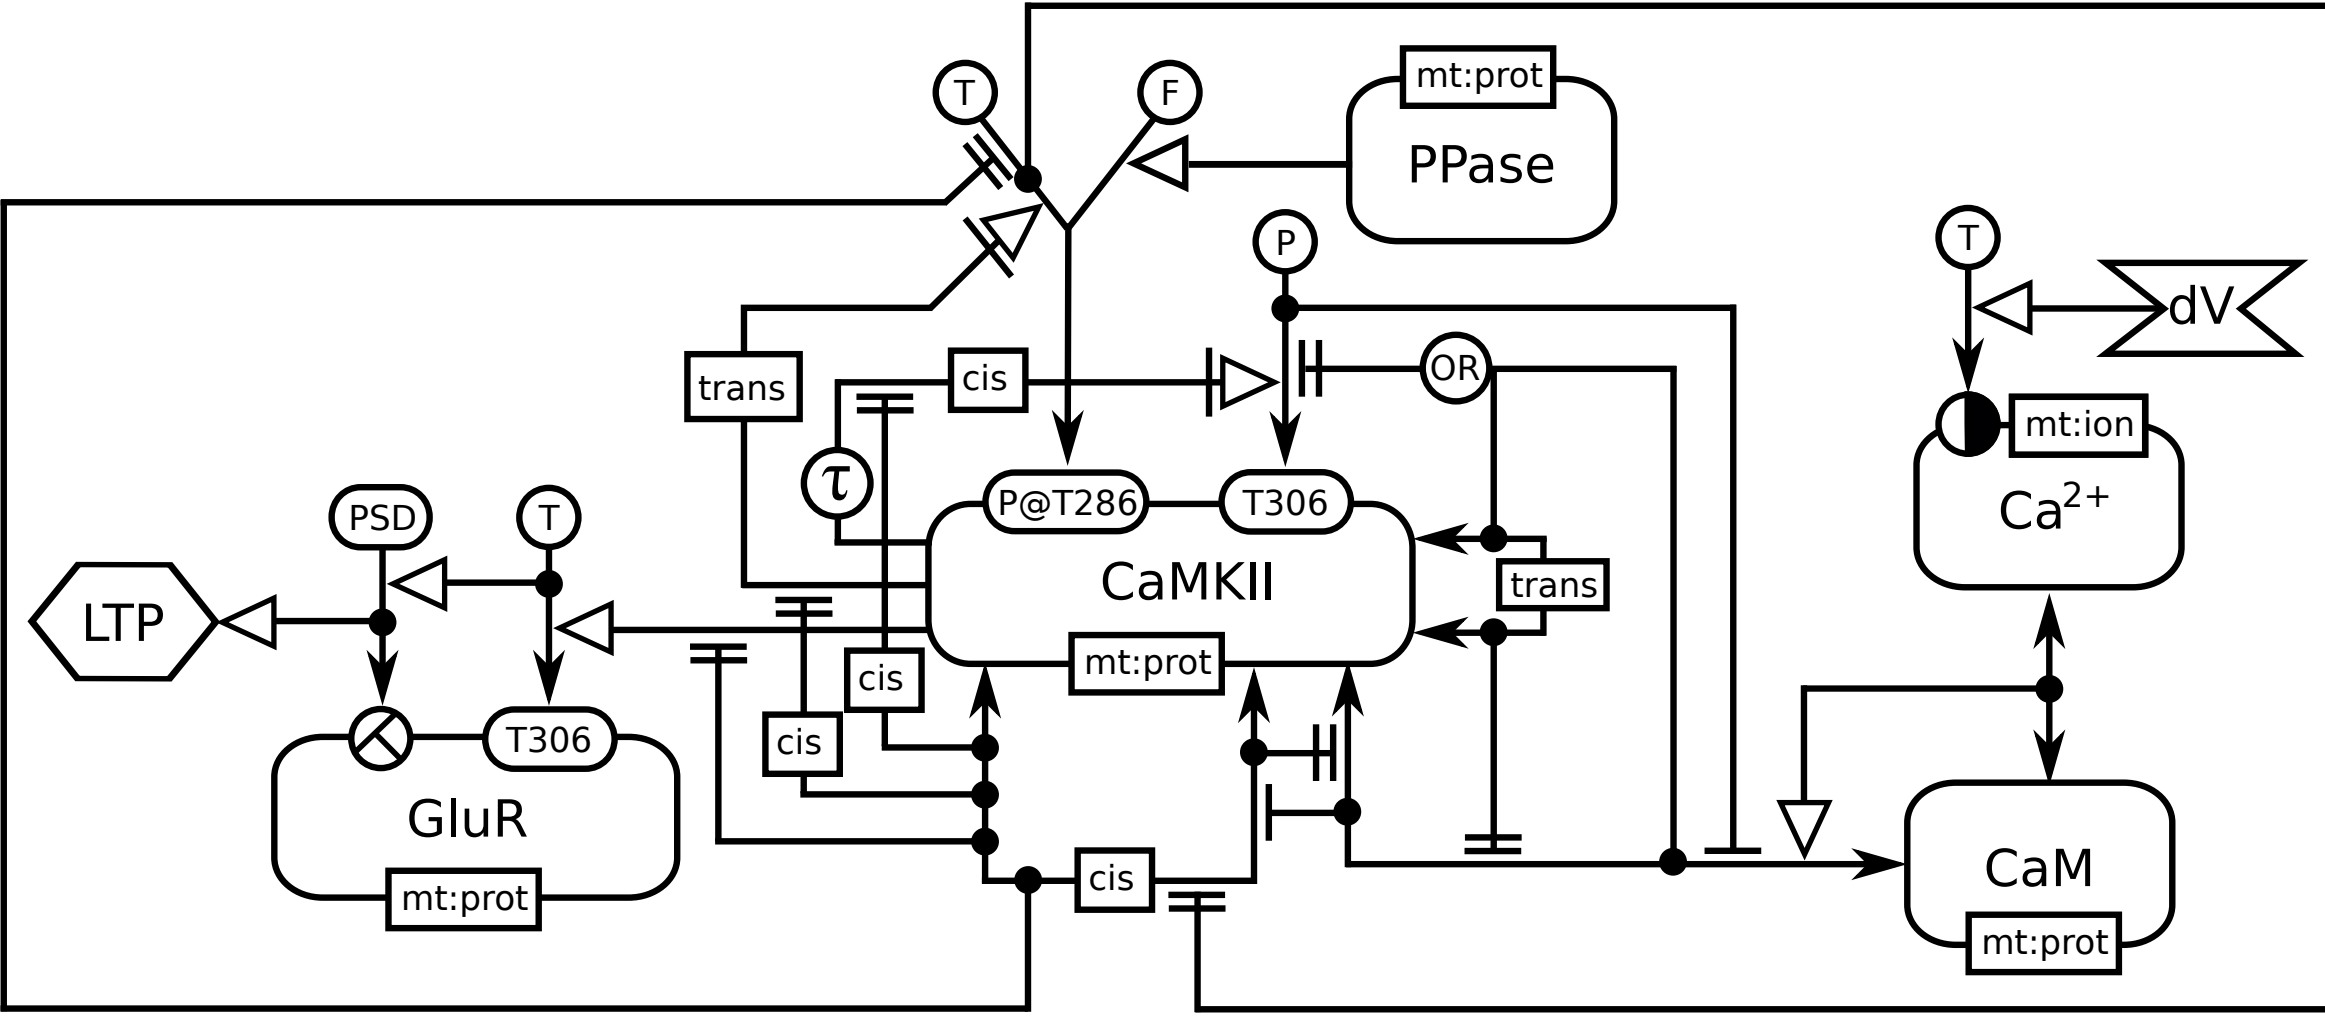 mt:prot
T
F
PPase
P
T
dV
OR
cis
trans
mt:ion
τ
P@T286
T306
Ca2+
PSD
T
CaMKII
trans
LTP
mt:prot
cis
T306
cis
GluR
CaM
cis
mt:prot
mt:prot